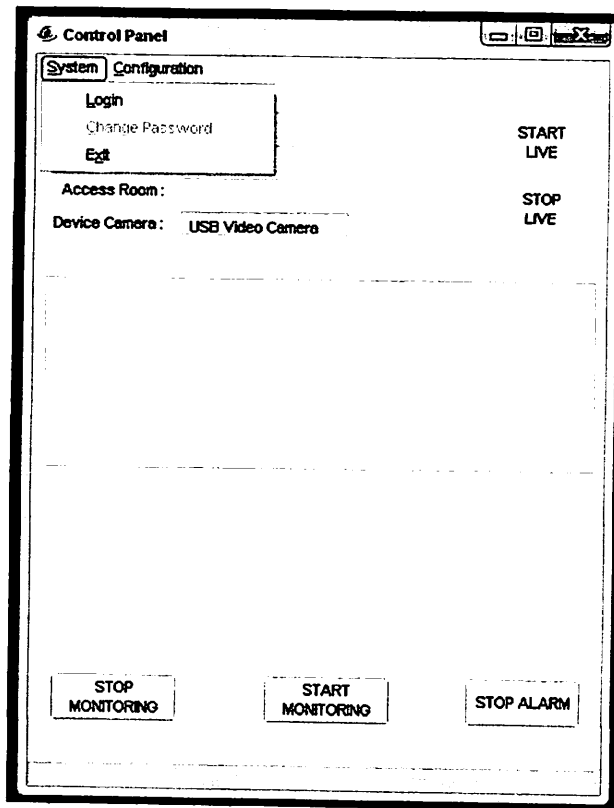 Control Panel
System Configuration
Login
Change Password
Exit
START
LIVE
Access Room :
STOP
LIVE
Device Camera : USB Video Camera
STOP
MONITORING
START
MONITORING
STOP ALARM